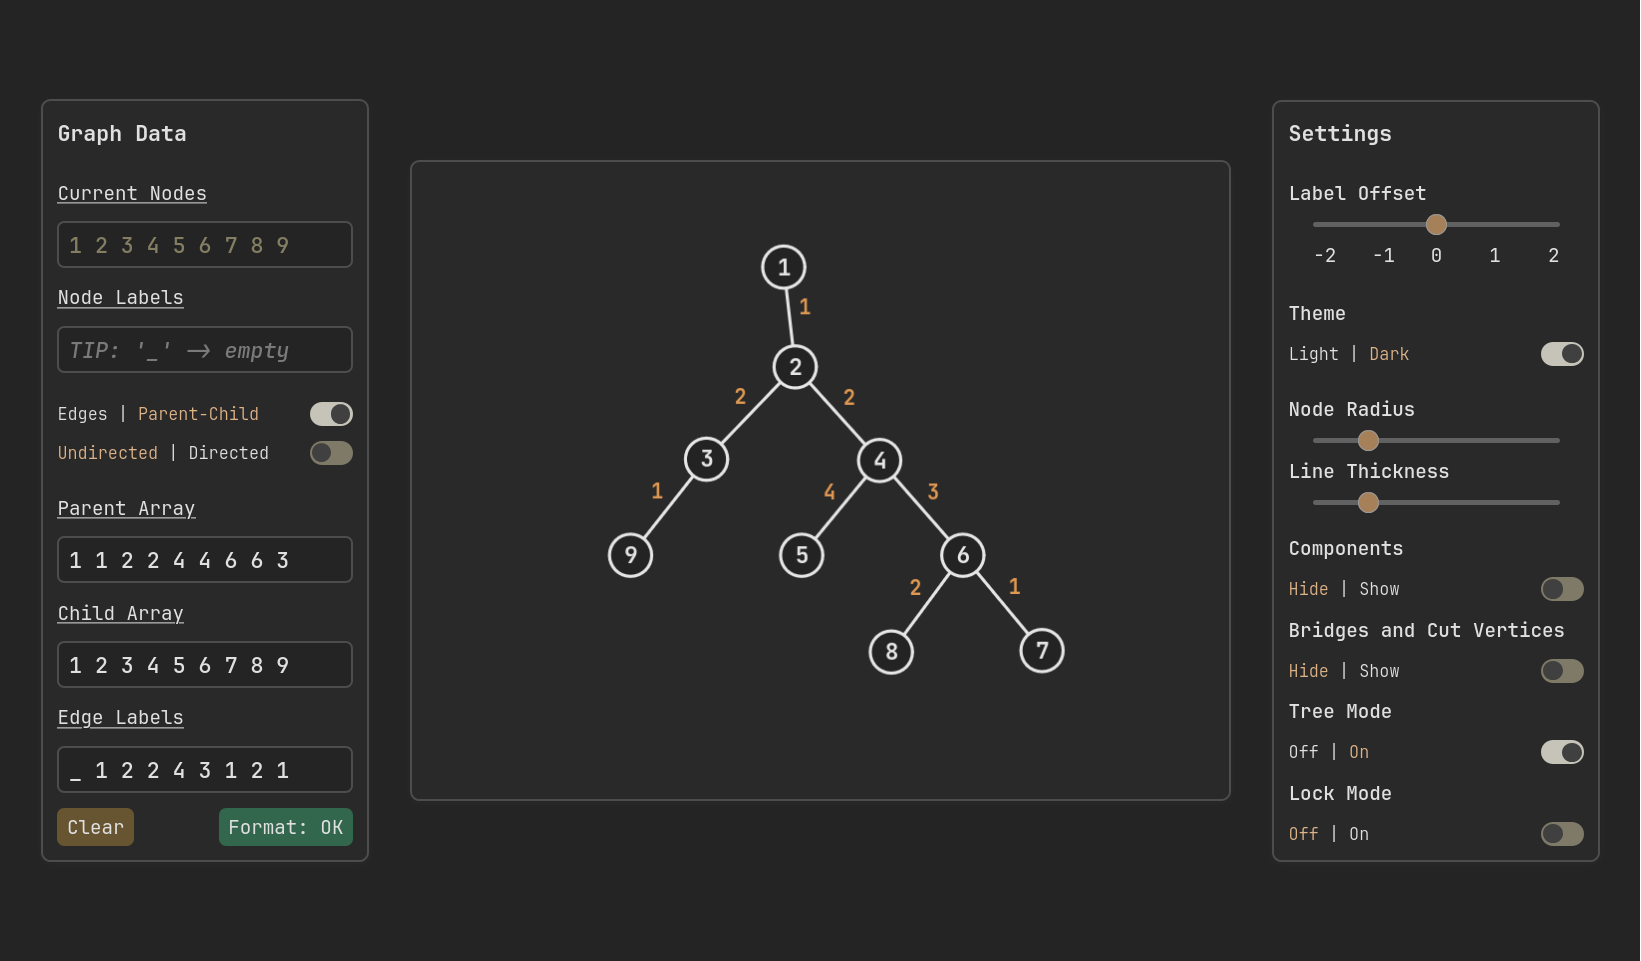 Graph Data
Current Nodes
1 2 3 4 5 6 7 8 9
Node Labels
TIP: '_' -> empty
Edges | Parent-Child
Undirected | Directed
Parent Array
1 1 2 2 4 4 6 6 3
Child Array
1 2 3 4 5 6 7 8 9
Edge Labels
_ 1 2 2 4 3 1 2 1
Clear
Format: OK
1
1
2
2
2
3
4
1
4
3
9
5
6
2
1
8
7
Settings
Label Offset
-2 -1 0 1 2
Theme
Light | Dark
Node Radius
Line Thickness
Components
Hide | Show
Bridges and Cut Vertices
Hide | Show
Tree Mode
Off | On
Lock Mode
Off | On